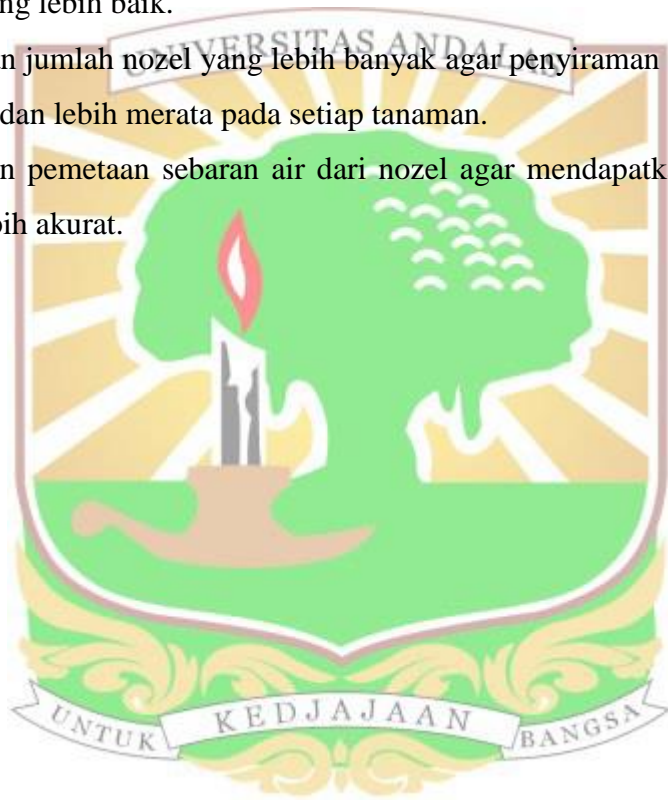 ng lebih baik.
UNIVERSITAS ANDALAS
n jumlah nozel yang lebih banyak agar penyiraman
dan lebih merata pada setiap tanaman.
n pemetaan sebaran air dari nozel agar mendapatk
ih akurat.
UNTUK KEDJAJAAN BANGSA